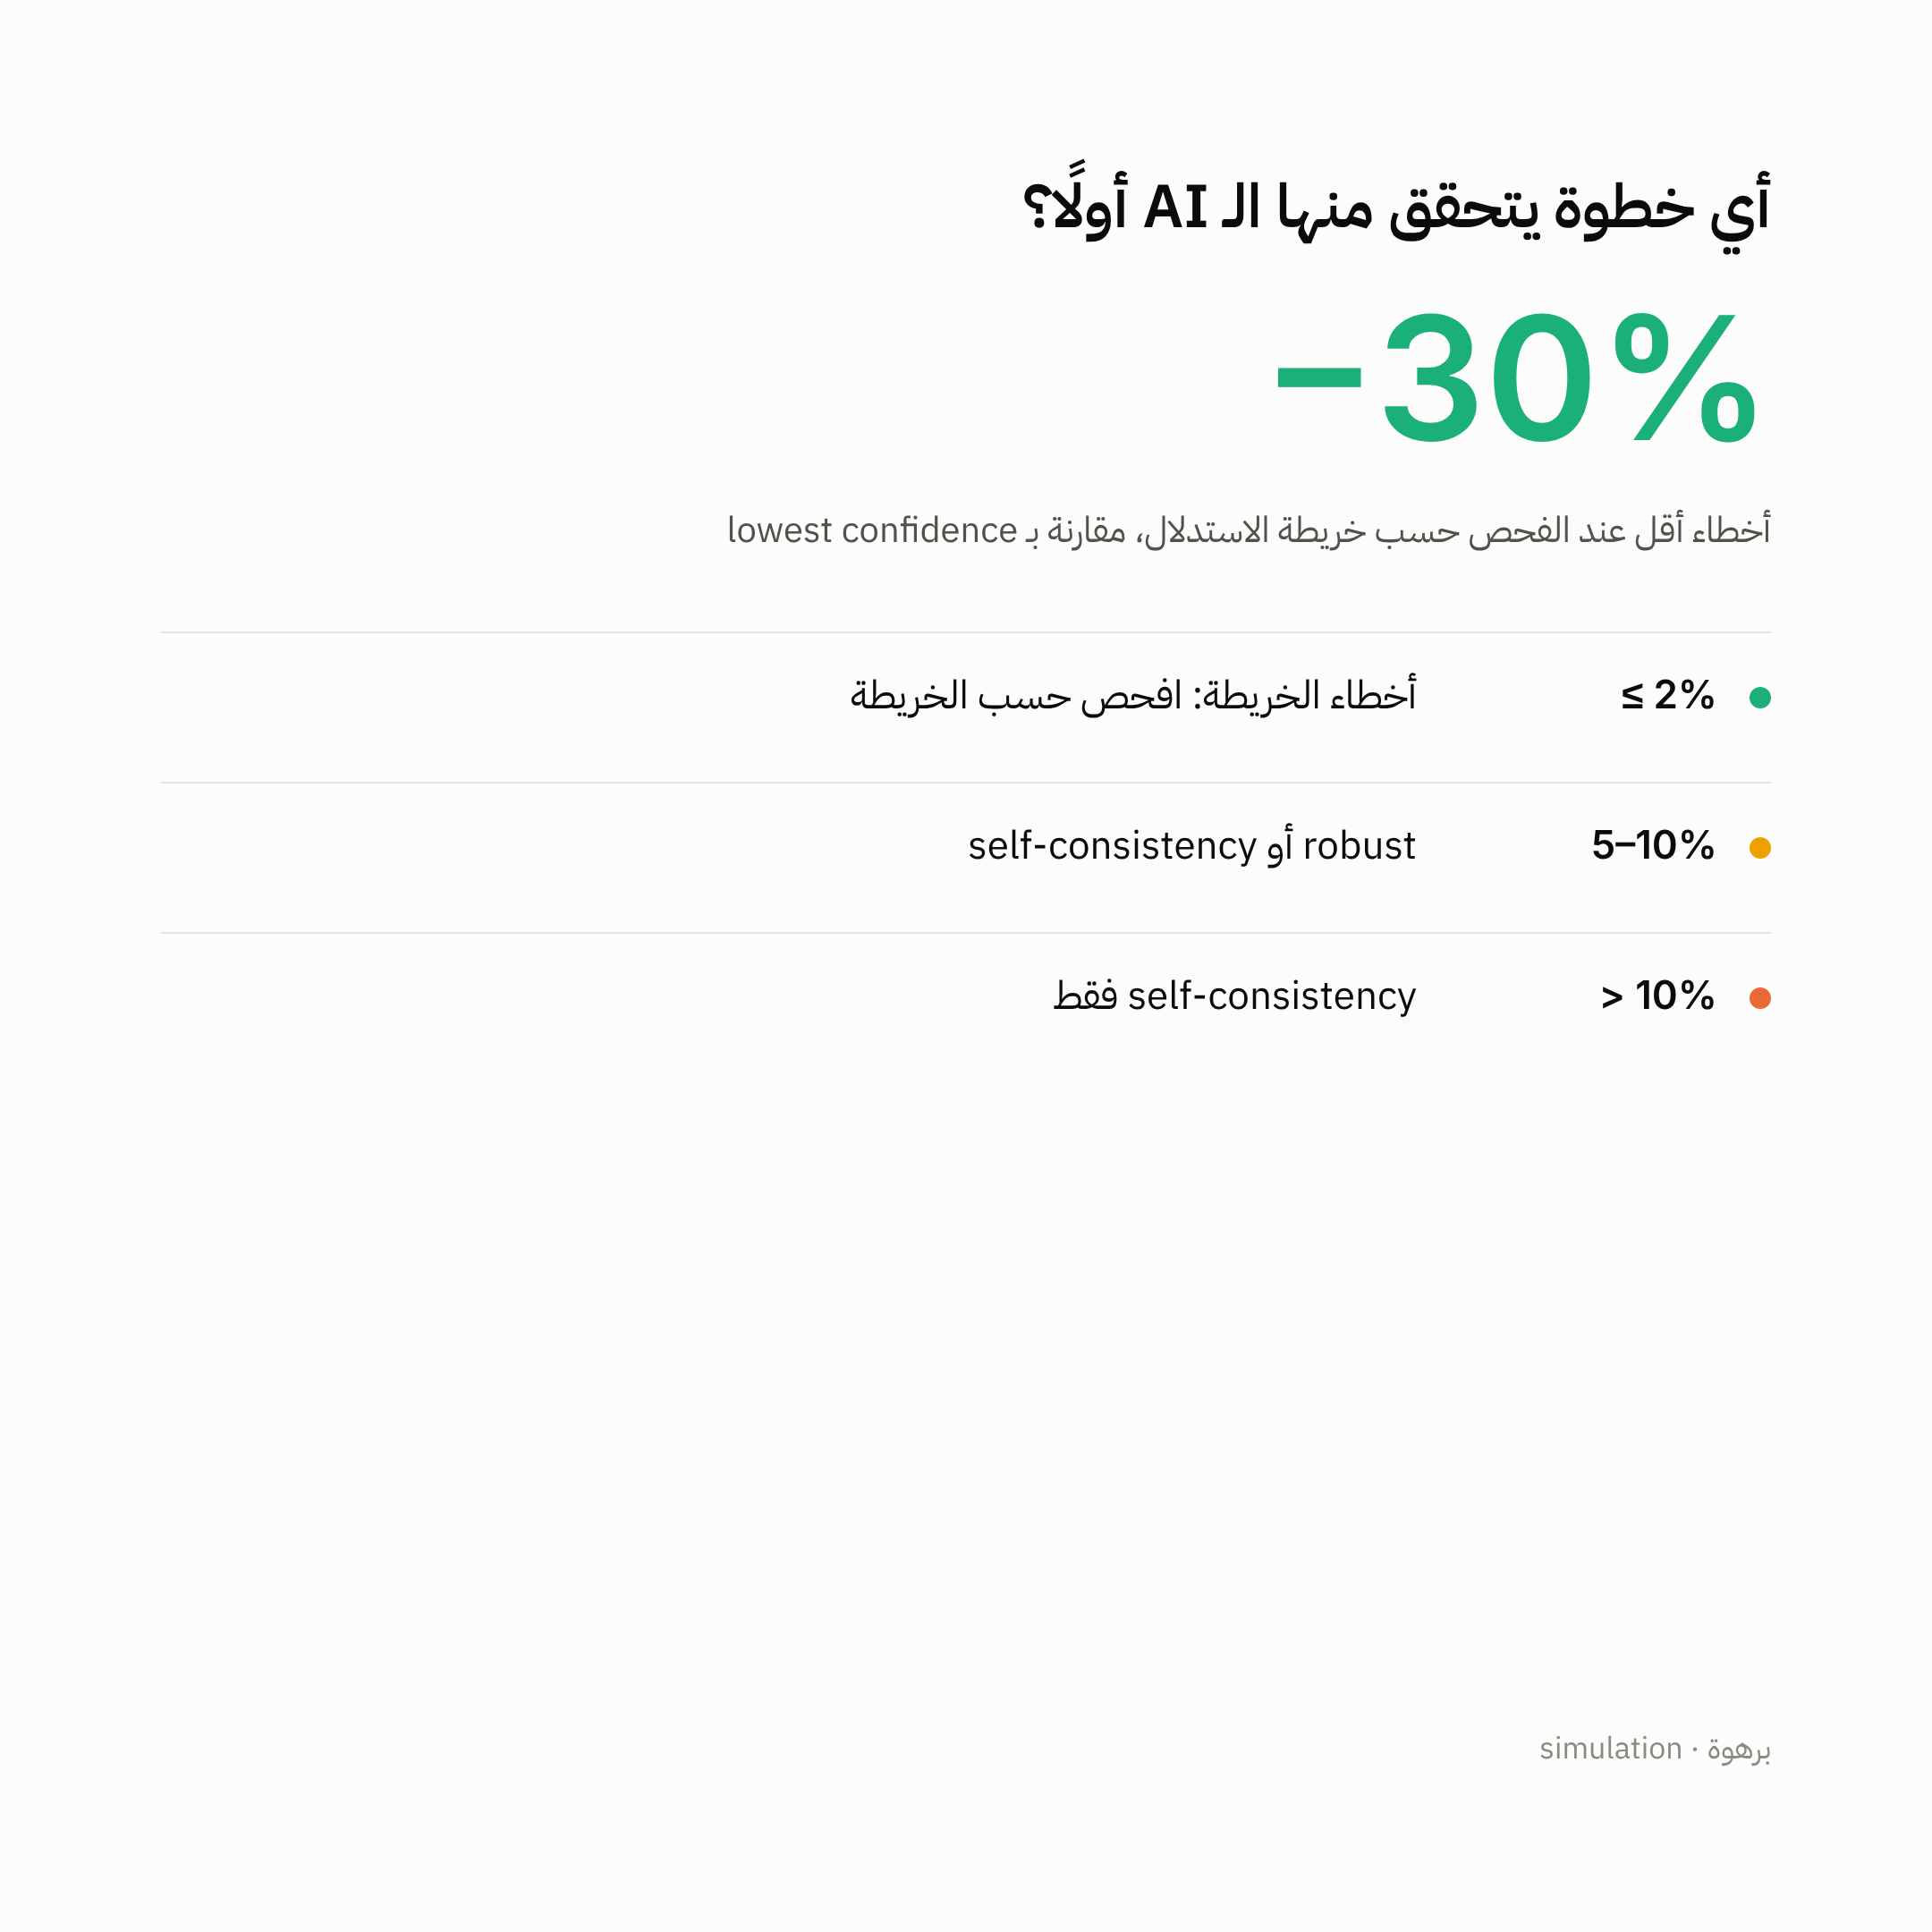 أي خطوة يتحقق منها الـ AI أولًا؟
−30%
أخطاء أقل عند الفحص حسب خريطة الاستدلال، مقارنة بـ lowest confidence
≤ 2% أخطاء الخريطة: افحص حسب الخريطة
5–10% robust أو self-consistency
> 10% self-consistency فقط
برهوة · simulation